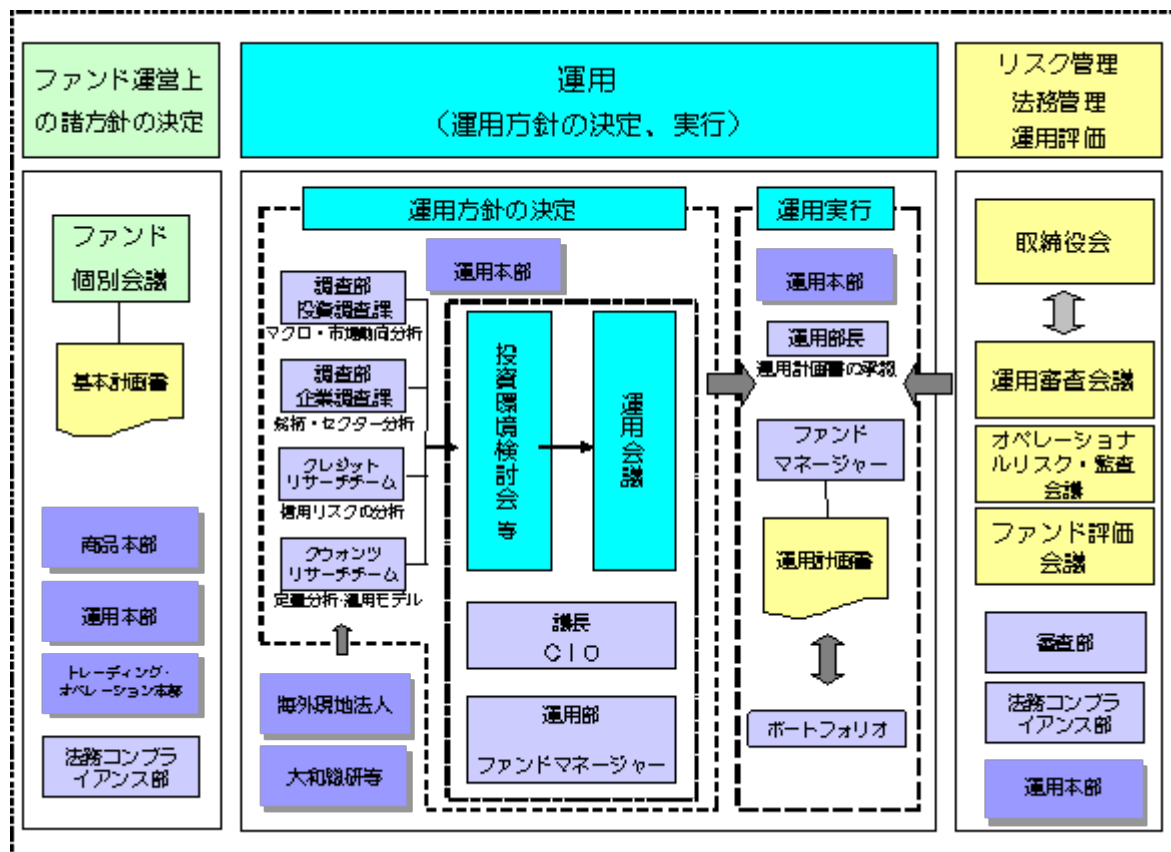 ファンド運営上
の諸方針の決定
運用
（運用方針の決定、実行）
リスク管理
法務管理
運用評価
ファンド
個別会議
基本計画書
商品本部
運用本部
トレーディング・
オペレーション本部
法務コンプラ
イアンス部
運用方針の決定
運用本部
調査部
投資調査課
マクロ・市場動向分析
調査部
企業調査課
銘柄・セクター分析
クレジット
リサーチチーム
信用リスクの分析
クウォンツ
リサーチチーム
定量分析・運用モデル
海外現地法人
大和総研等
投資環境検討会 等
運用会議
議長
ＣＩＯ
運用部
ファンドマネージャー
運用実行
運用本部
運用部長
運用計画書の承認
ファンド
マネージャー
運用計画書
ポートフォリオ
取締役会
運用審査会議
オペレーショナ
ルリスク・監査
会議
ファンド評価
会議
審査部
法務コンプラ
イアンス部
運用本部